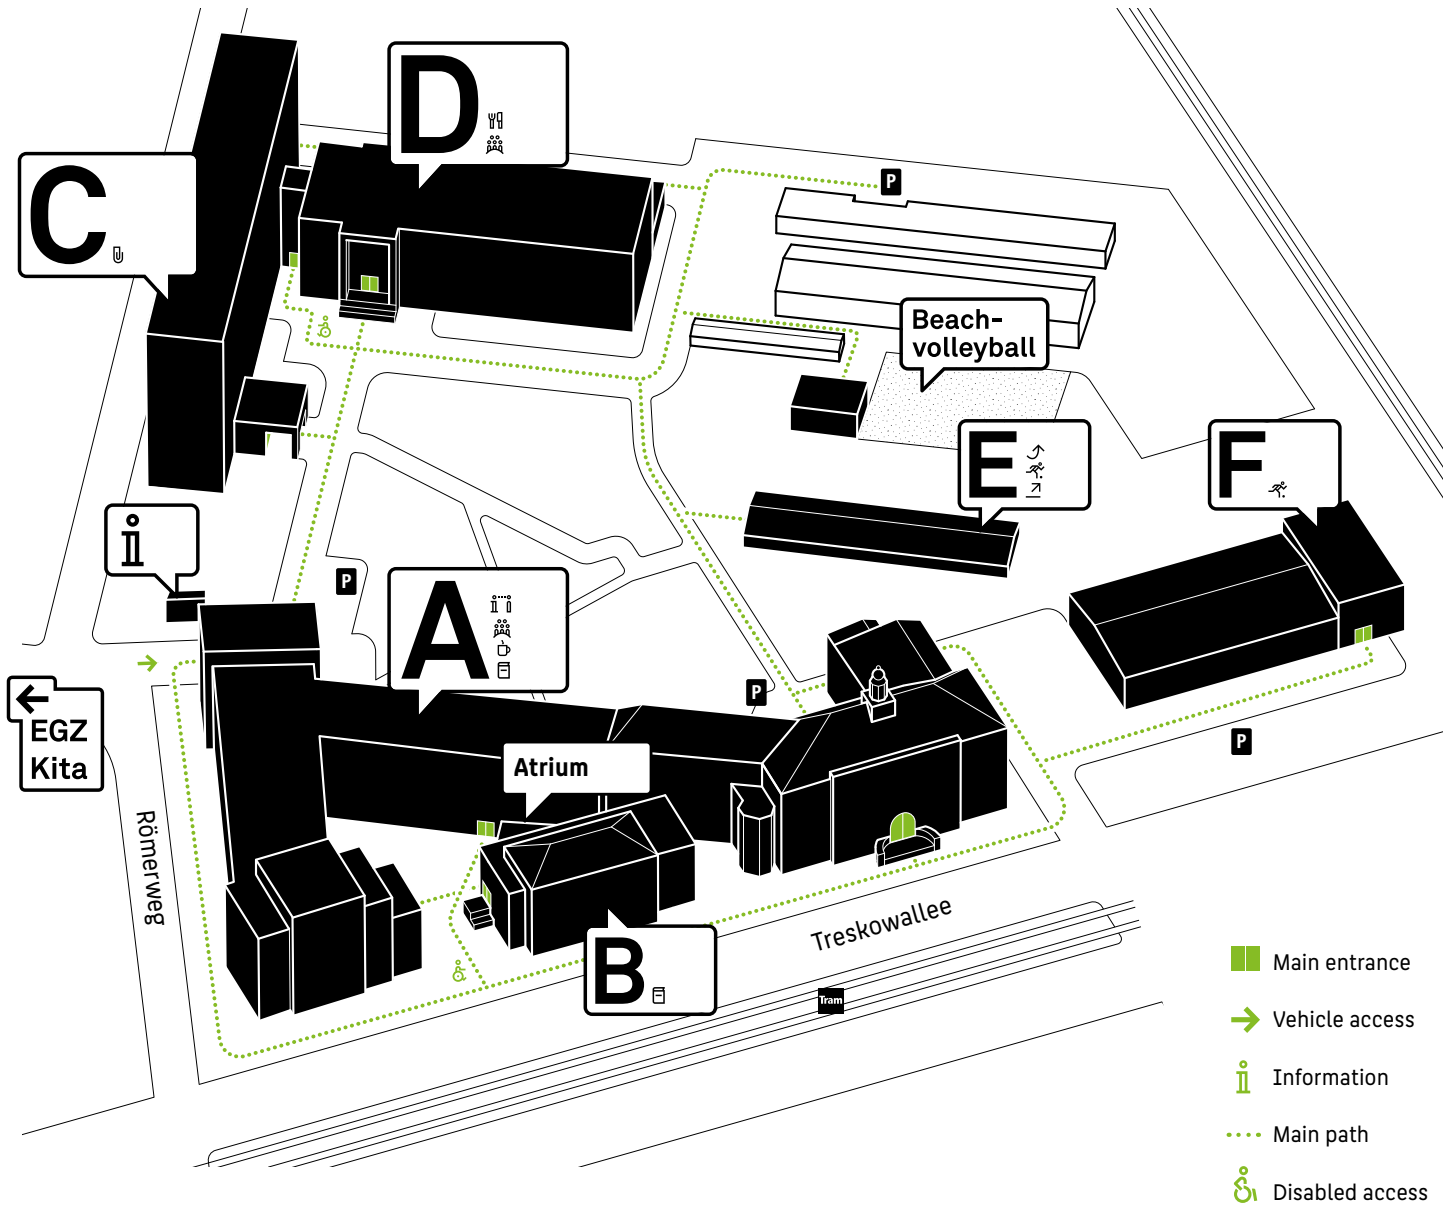 D
C
P
Beach-
volleyball
E
F
P
A
P
EGZ
Kita
Atrium
P
Römerweg
Treskowallee
B
Tram
Main entrance
Vehicle access
Information
Main path
Disabled access